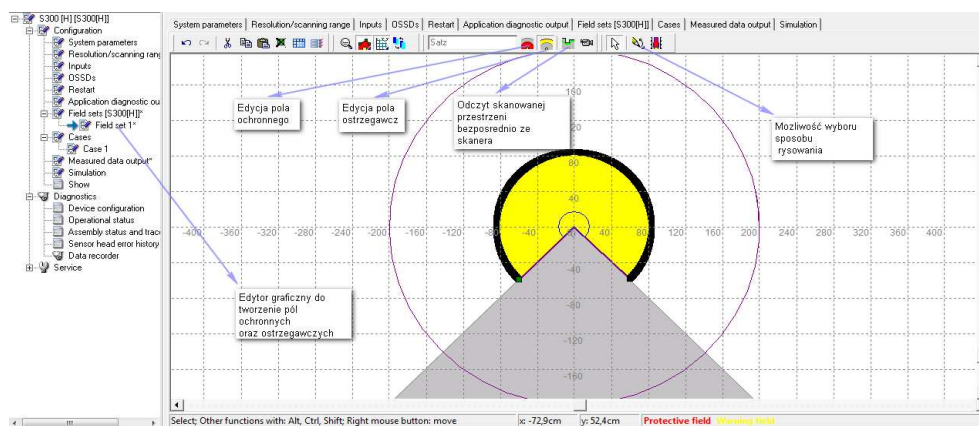 S300 [H] [S300[H]]
Configuration
System parameters
Resolution/scanning rang
Inputs
OSSDs
Restart
Application diagnostic ou
Field sets [S300[H]]*
Field set 1*
Cases
Case 1
Measured data output*
Simulation
Show
Diagnostics
Device configuration
Operational status
Assembly status and trace
Sensor head error history
Data recorder
Service
System parameters | Resolution/scanning range | Inputs | OSSDs | Restart | Application diagnostic output | Field sets [S300[H]] | Cases | Measured data output | Simulation
Satz
Edycja pola
ochronnego
Edycja pola
ostrzegawcz
Odczyt skanowanej
przestrzeni
bezposrednio ze
skanera
Mozliwość wyboru
sposobu
rysowania
Edytor graficzny do
tworzenie pól
ochronnych
oraz ostrzegawczych
160
120
80
40
-400 -360 -320 -280 -240 -200 -160 -120 -80 -40 40 80 120 160 200 240 280 320 360 400
-40
-80
-120
-160
Select; Other functions with: Alt, Ctrl, Shift; Right mouse button: move
x: -72,9cm
y: 52,4cm
Protective field Warning field